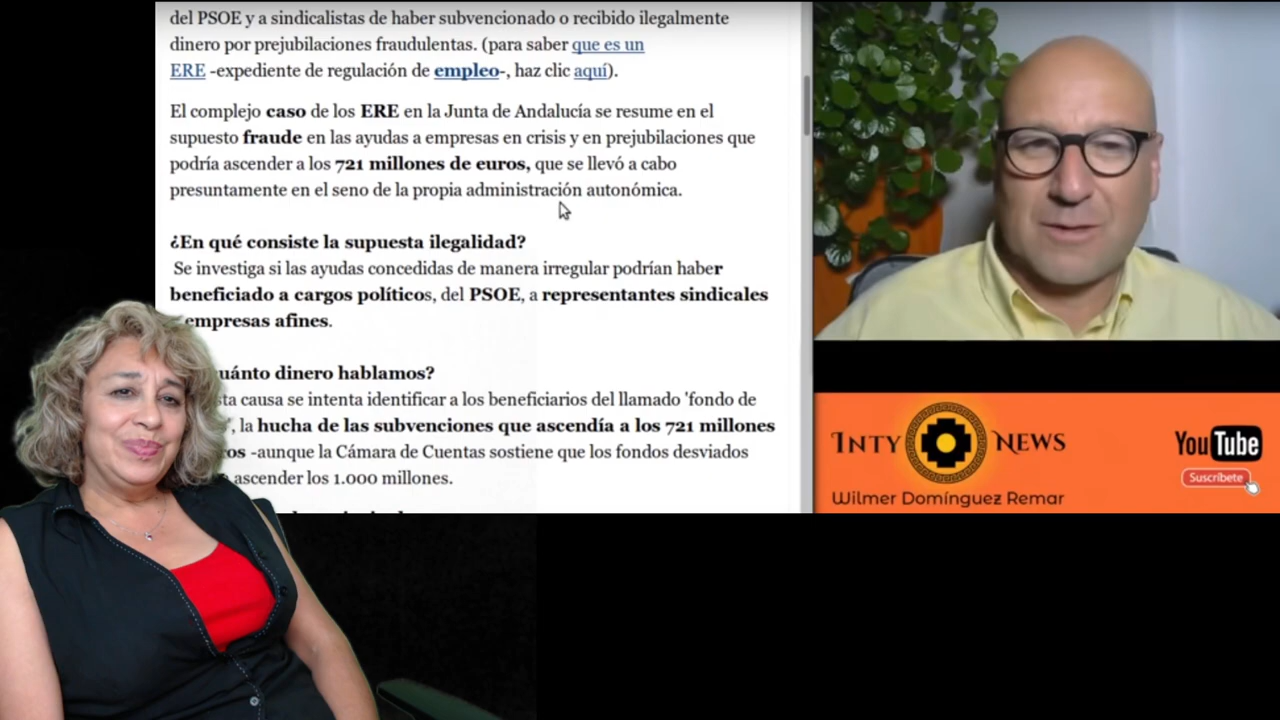 del PSOE y a sindicalistas de haber subvencionado o recibido ilegalmente
dinero por prejubilaciones fraudulentas. (para saber que es un
ERE -expediente de regulación de empleo-, haz clic aquí).
El complejo caso de los ERE en la Junta de Andalucía se resume en el
supuesto fraude en las ayudas a empresas en crisis y en prejubilaciones que
podría ascender a los 721 millones de euros, que se llevó a cabo
presuntamente en el seno de la propia administración autonómica.
¿En qué consiste la supuesta ilegalidad?
Se investiga si las ayudas concedidas de manera irregular podrían haber
beneficiado a cargos políticos, del PSOE, a representantes sindicales
empresas afines.
uánto dinero hablamos?
sta causa se intenta identificar a los beneficiarios del llamado 'fondo de
', la hucha de las subvenciones que ascendía a los 721 millones
ros -aunque la Cámara de Cuentas sostiene que los fondos desviados
ascender los 1.000 millones.
INTY NEWS
Wilmer Domínguez Remar
YouTube
Suscríbete